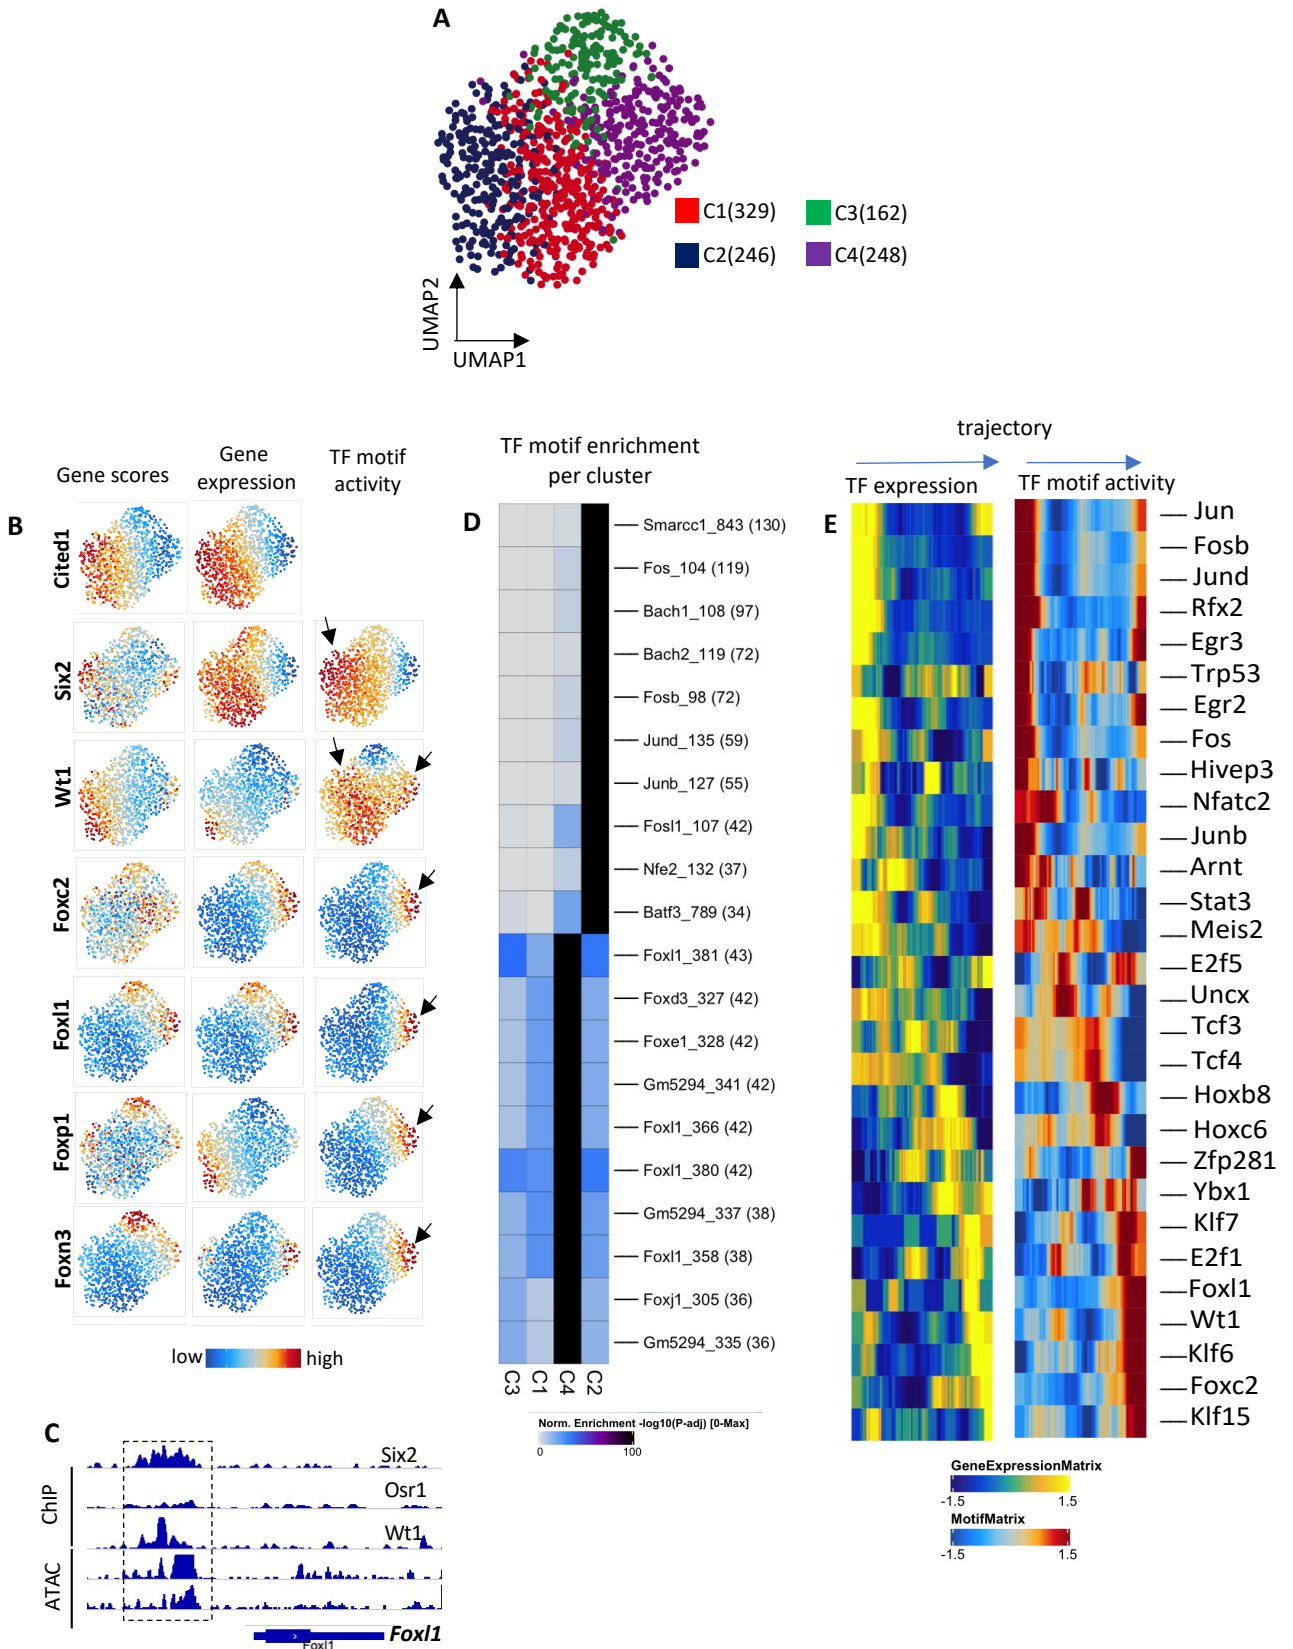 A
C1(329)
C3(162)
C2(246)
C4(248)
UMAP2
UMAP1
B
Gene scores
Gene
expression
TF motif
activity
Cited1
Six2
Wt1
Foxc2
Foxl1
Foxp1
Foxn3
low
high
C
ChIP
ATAC
Six2
Osr1
Wt1
Foxl1
Foxl1
TF motif enrichment
per cluster
D
Smarcc1_843 (130)
Fos_104 (119)
Bach1_108 (97)
Bach2_119 (72)
Fosb_98 (72)
Jund_135 (59)
Junb_127 (55)
Fosl1_107 (42)
Nfe2_132 (37)
Batf3_789 (34)
Foxl1_381 (43)
Foxd3_327 (42)
Foxe1_328 (42)
Gm5294_341 (42)
Foxl1_366 (42)
Foxl1_380 (42)
Gm5294_337 (38)
Foxl1_358 (38)
Foxj1_305 (36)
Gm5294_335 (36)
C3
C1
C4
C2
Norm. Enrichment -log10(P-adj) [0-Max]
0
100
trajectory
TF expression
TF motif activity
E
Jun
Fosb
Jund
Rfx2
Egr3
Trp53
Egr2
Fos
Hivep3
Nfatc2
Junb
Arnt
Stat3
Meis2
E2f5
Uncx
Tcf3
Tcf4
Hoxb8
Hoxc6
Zfp281
Ybx1
Klf7
E2f1
Foxl1
Wt1
Klf6
Foxc2
Klf15
GeneExpressionMatrix
-1.5
1.5
MotifMatrix
-1.5
1.5